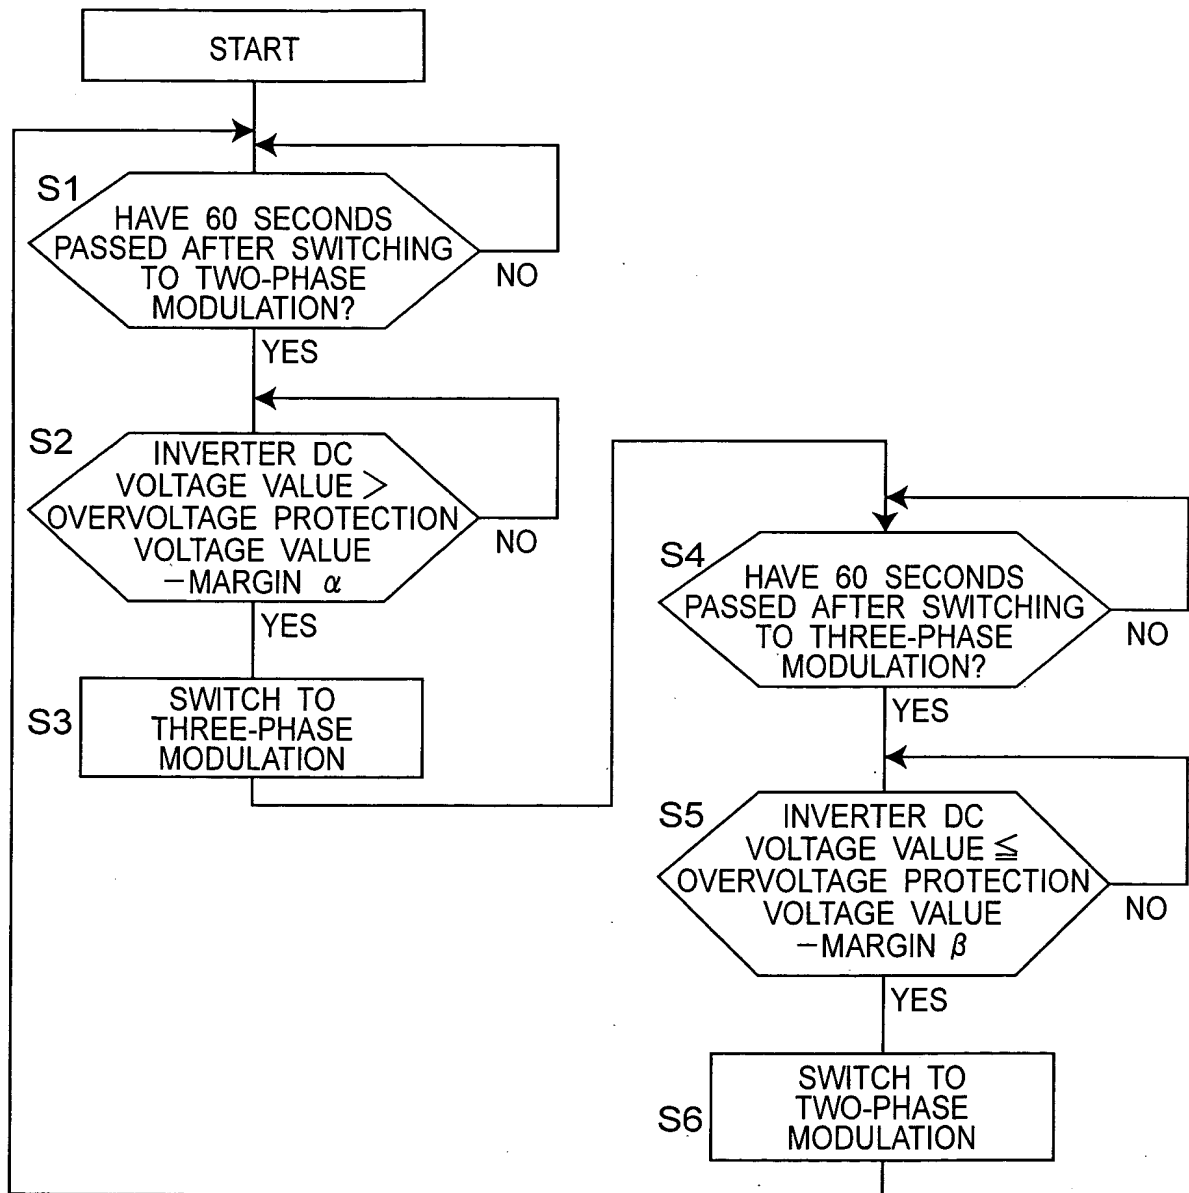 START
S1
HAVE 60 SECONDS
PASSED AFTER SWITCHING
TO TWO-PHASE
MODULATION?
NO
YES
S2
INVERTER DC
VOLTAGE VALUE >
OVERVOLTAGE PROTECTION
VOLTAGE VALUE
−MARGIN α
NO
YES
S3
SWITCH TO
THREE-PHASE
MODULATION
S4
HAVE 60 SECONDS
PASSED AFTER SWITCHING
TO THREE-PHASE
MODULATION?
NO
YES
S5
INVERTER DC
VOLTAGE VALUE ≦
OVERVOLTAGE PROTECTION
VOLTAGE VALUE
−MARGIN β
NO
YES
S6
SWITCH TO
TWO-PHASE
MODULATION